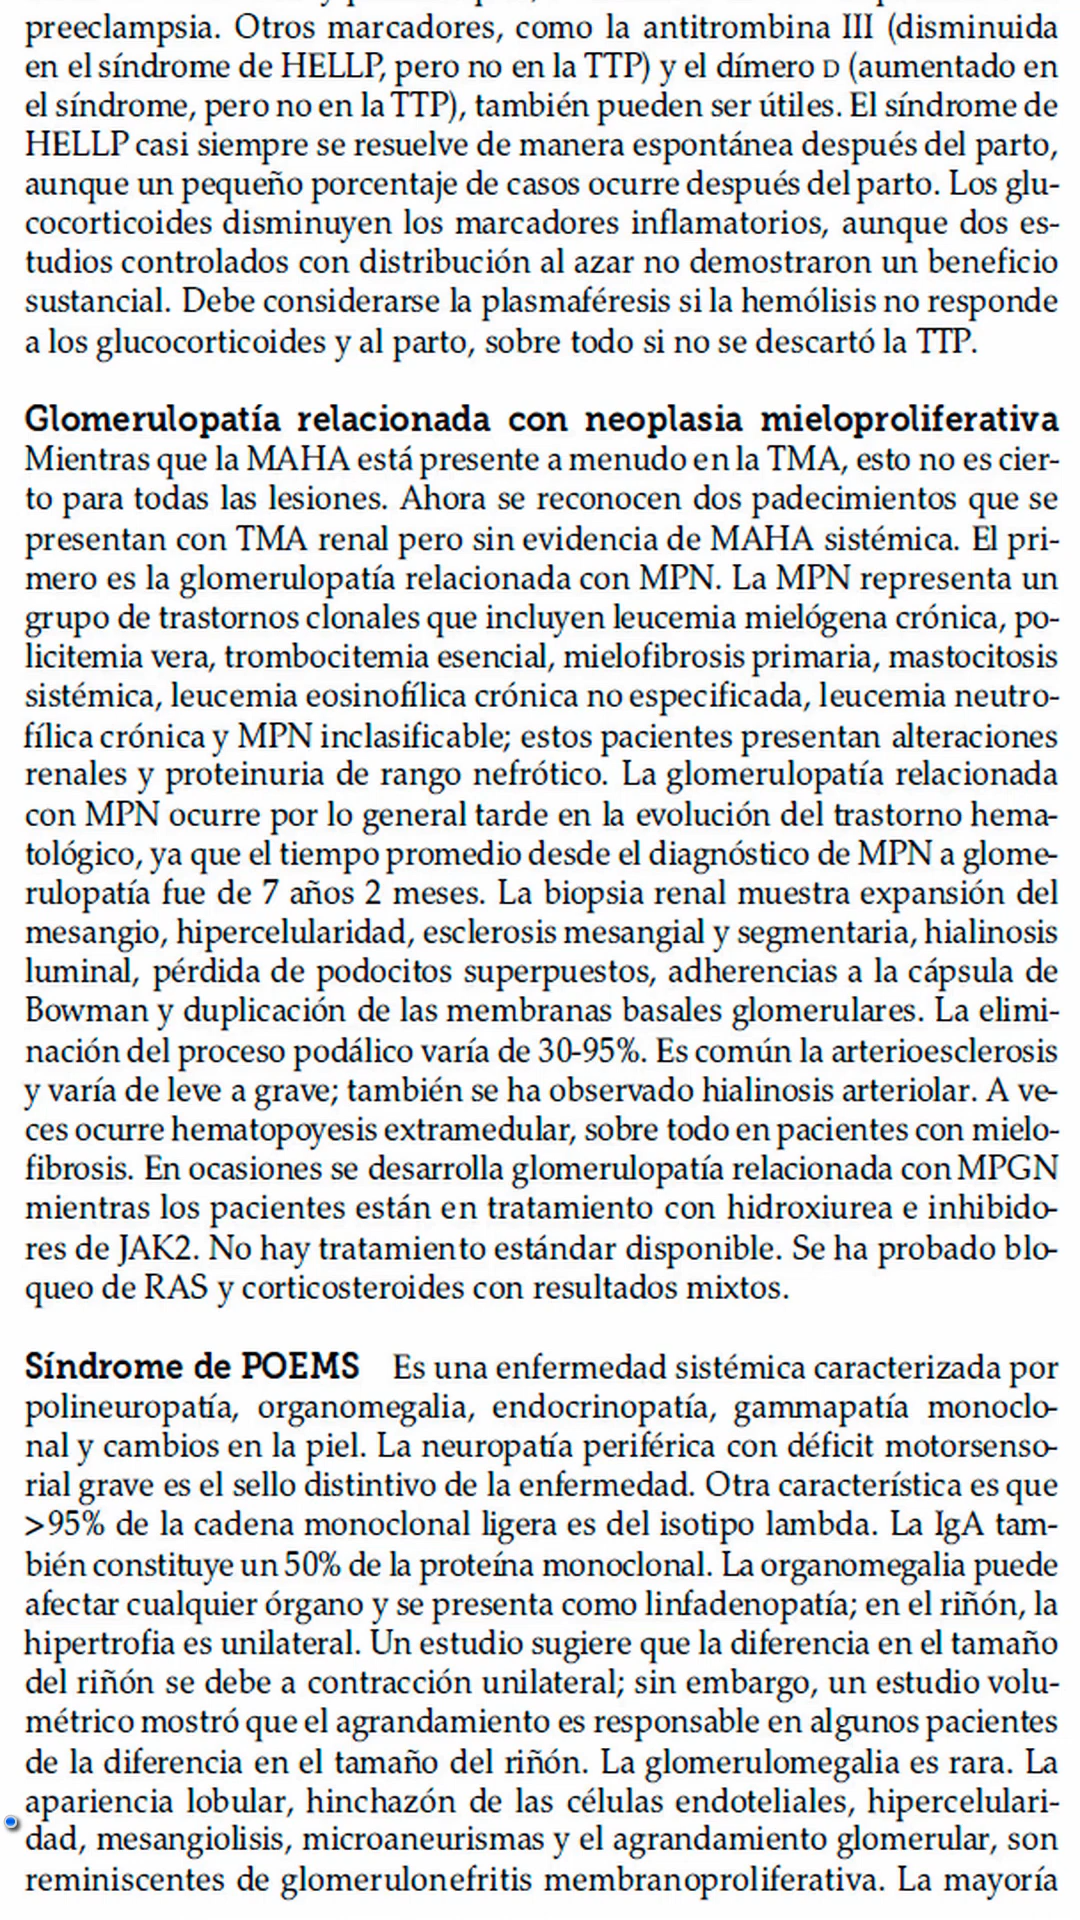 preeclampsia. Otros marcadores, como la antitrombina III (disminuida
en el síndrome de HELLP, pero no en la TTP) y el dímero D (aumentado en
el síndrome, pero no en la TTP), también pueden ser útiles. El síndrome de
HELLP casi siempre se resuelve de manera espontánea después del parto,
aunque un pequeño porcentaje de casos ocurre después del parto. Los glu-
cocorticoides disminuyen los marcadores inflamatorios, aunque dos es-
tudios controlados con distribución al azar no demostraron un beneficio
sustancial. Debe considerarse la plasmaféresis si la hemólisis no responde
a los glucocorticoides y al parto, sobre todo si no se descartó la TTP.
Glomerulopatía relacionada con neoplasia mieloproliferativa
Mientras que la MAHA está presente a menudo en la TMA, esto no es cier-
to para todas las lesiones. Ahora se reconocen dos padecimientos que se
presentan con TMA renal pero sin evidencia de MAHA sistémica. El pri-
mero es la glomerulopatía relacionada con MPN. La MPN representa un
grupo de trastornos clonales que incluyen leucemia mielógena crónica, po-
licitemia vera, trombocitemia esencial, mielofibrosis primaria, mastocitosis
sistémica, leucemia eosinofílica crónica no especificada, leucemia neutro-
fílica crónica y MPN inclasificable; estos pacientes presentan alteraciones
renales y proteinuria de rango nefrótico. La glomerulopatía relacionada
con MPN ocurre por lo general tarde en la evolución del trastorno hema-
tológico, ya que el tiempo promedio desde el diagnóstico de MPN a glome-
rulopatía fue de 7 años 2 meses. La biopsia renal muestra expansión del
mesangio, hipercelularidad, esclerosis mesangial y segmentaria, hialinosis
luminal, pérdida de podocitos superpuestos, adherencias a la cápsula de
Bowman y duplicación de las membranas basales glomerulares. La elimi-
nación del proceso podálico varía de 30-95%. Es común la arterioesclerosis
y varía de leve a grave; también se ha observado hialinosis arteriolar. A ve-
ces ocurre hematopoyesis extramedular, sobre todo en pacientes con mielo-
fibrosis. En ocasiones se desarrolla glomerulopatía relacionada con MPGN
mientras los pacientes están en tratamiento con hidroxiurea e inhibido-
res de JAK2. No hay tratamiento estándar disponible. Se ha probado blo-
queo de RAS y corticosteroides con resultados mixtos.
Síndrome de POEMS Es una enfermedad sistémica caracterizada por
polineuropatía, organomegalia, endocrinopatía, gammapatía monoclo-
nal y cambios en la piel. La neuropatía periférica con déficit motorsenso-
rial grave es el sello distintivo de la enfermedad. Otra característica es que
>95% de la cadena monoclonal ligera es del isotipo lambda. La IgA tam-
bién constituye un 50% de la proteína monoclonal. La organomegalia puede
afectar cualquier órgano y se presenta como linfadenopatía; en el riñón, la
hipertrofia es unilateral. Un estudio sugiere que la diferencia en el tamaño
del riñón se debe a contracción unilateral; sin embargo, un estudio volu-
métrico mostró que el agrandamiento es responsable en algunos pacientes
de la diferencia en el tamaño del riñón. La glomerulomegalia es rara. La
apariencia lobular, hinchazón de las células endoteliales, hipercelulari-
dad, mesangiolisis, microaneurismas y el agrandamiento glomerular, son
reminiscentes de glomerulonefritis membranoproliferativa. La mayoría